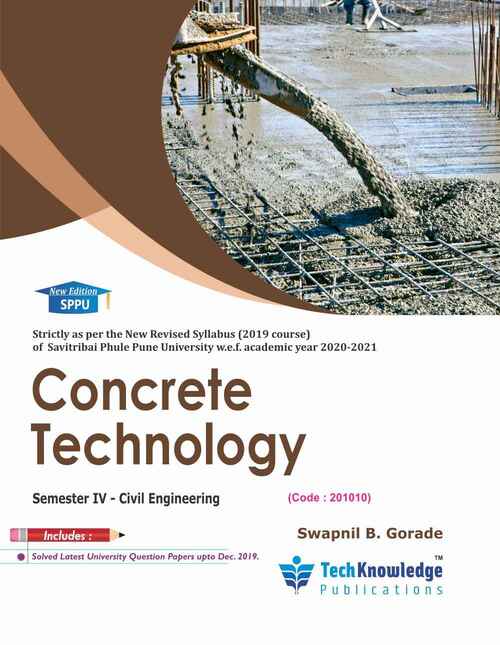 New Edition
SPPU
Strictly as per the New Revised Syllabus (2019 course)
of Savitribai Phule Pune University w.e.f. academic year 2020-2021
Concrete
Technology
Semester IV - Civil Engineering (Code : 201010)
Includes :
Swapnil B. Gorade
Solved Latest University Question Papers upto Dec. 2019.
TechKnowledge™
Publications